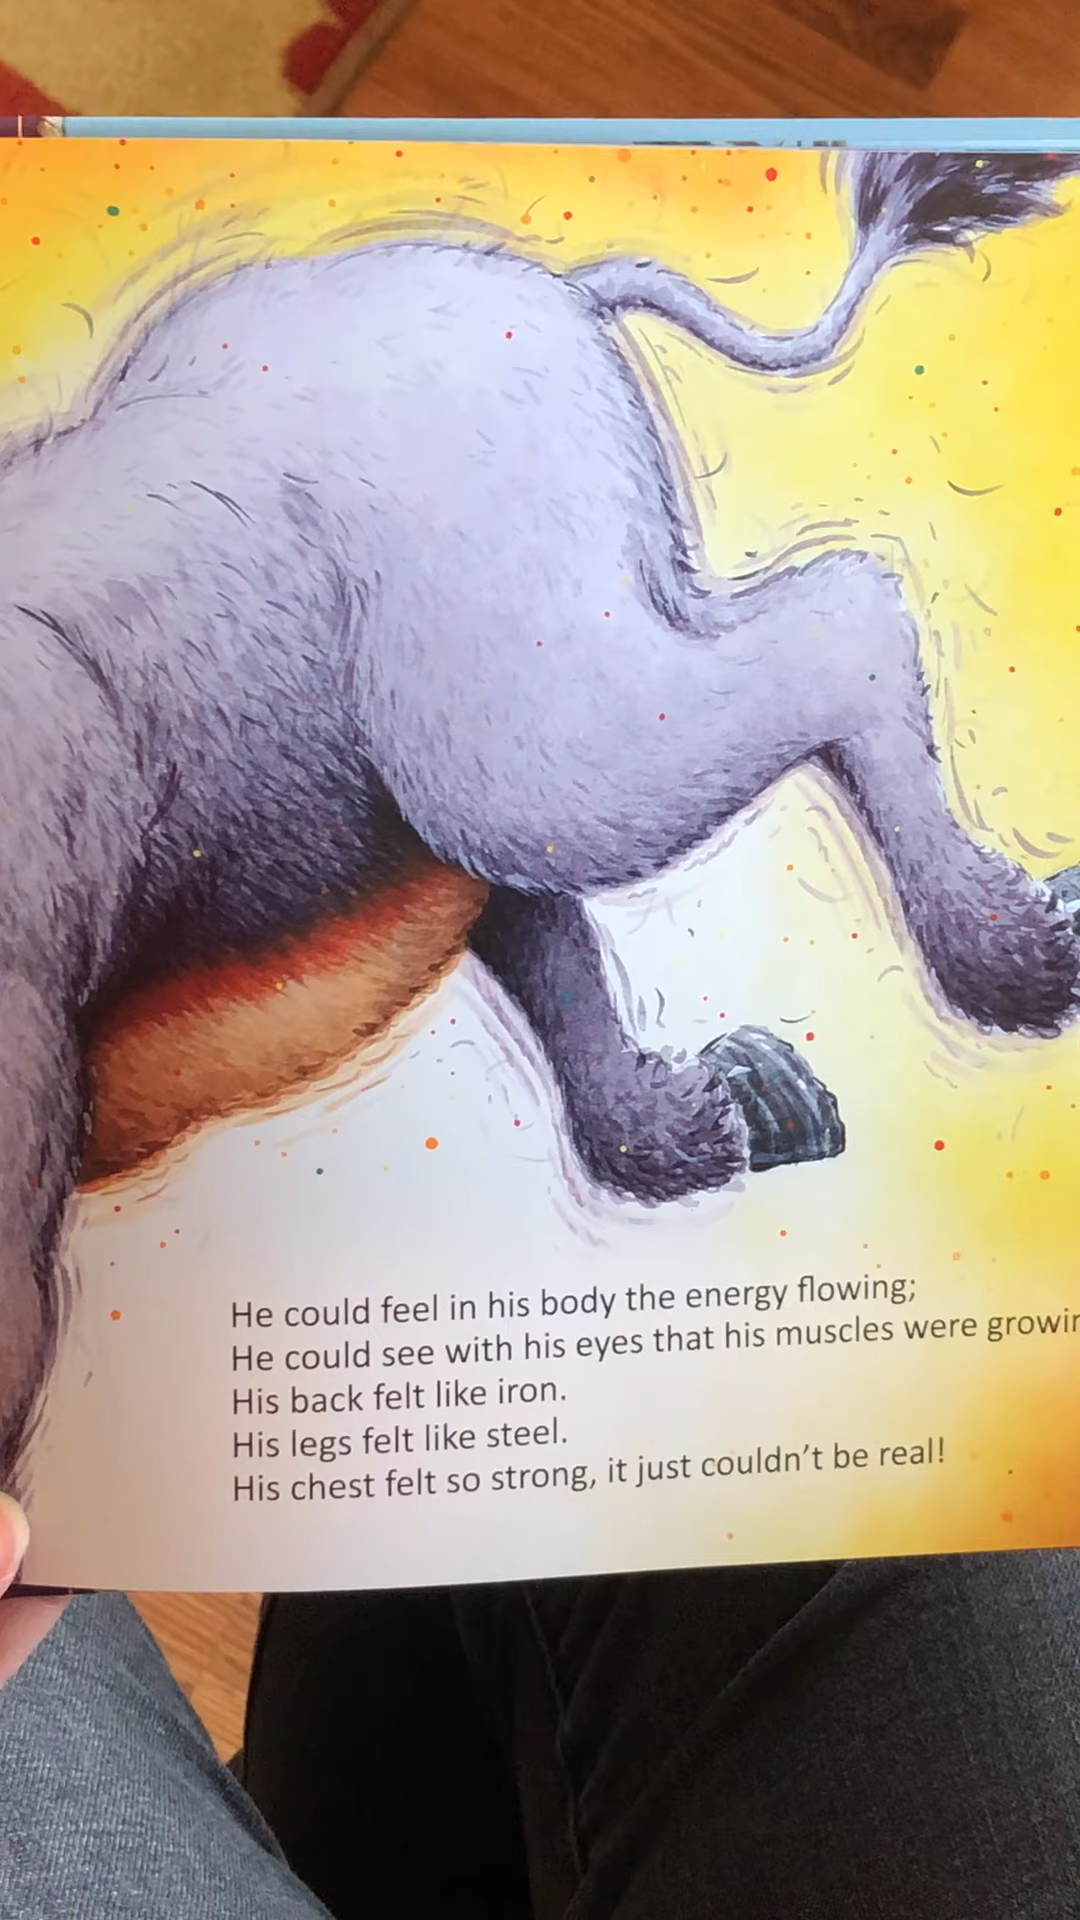 He could feel in his body the energy flowing;
He could see with his eyes that his muscles were
His back felt like iron.
His legs felt like steel.
His chest felt so strong, it just couldn’t be real!